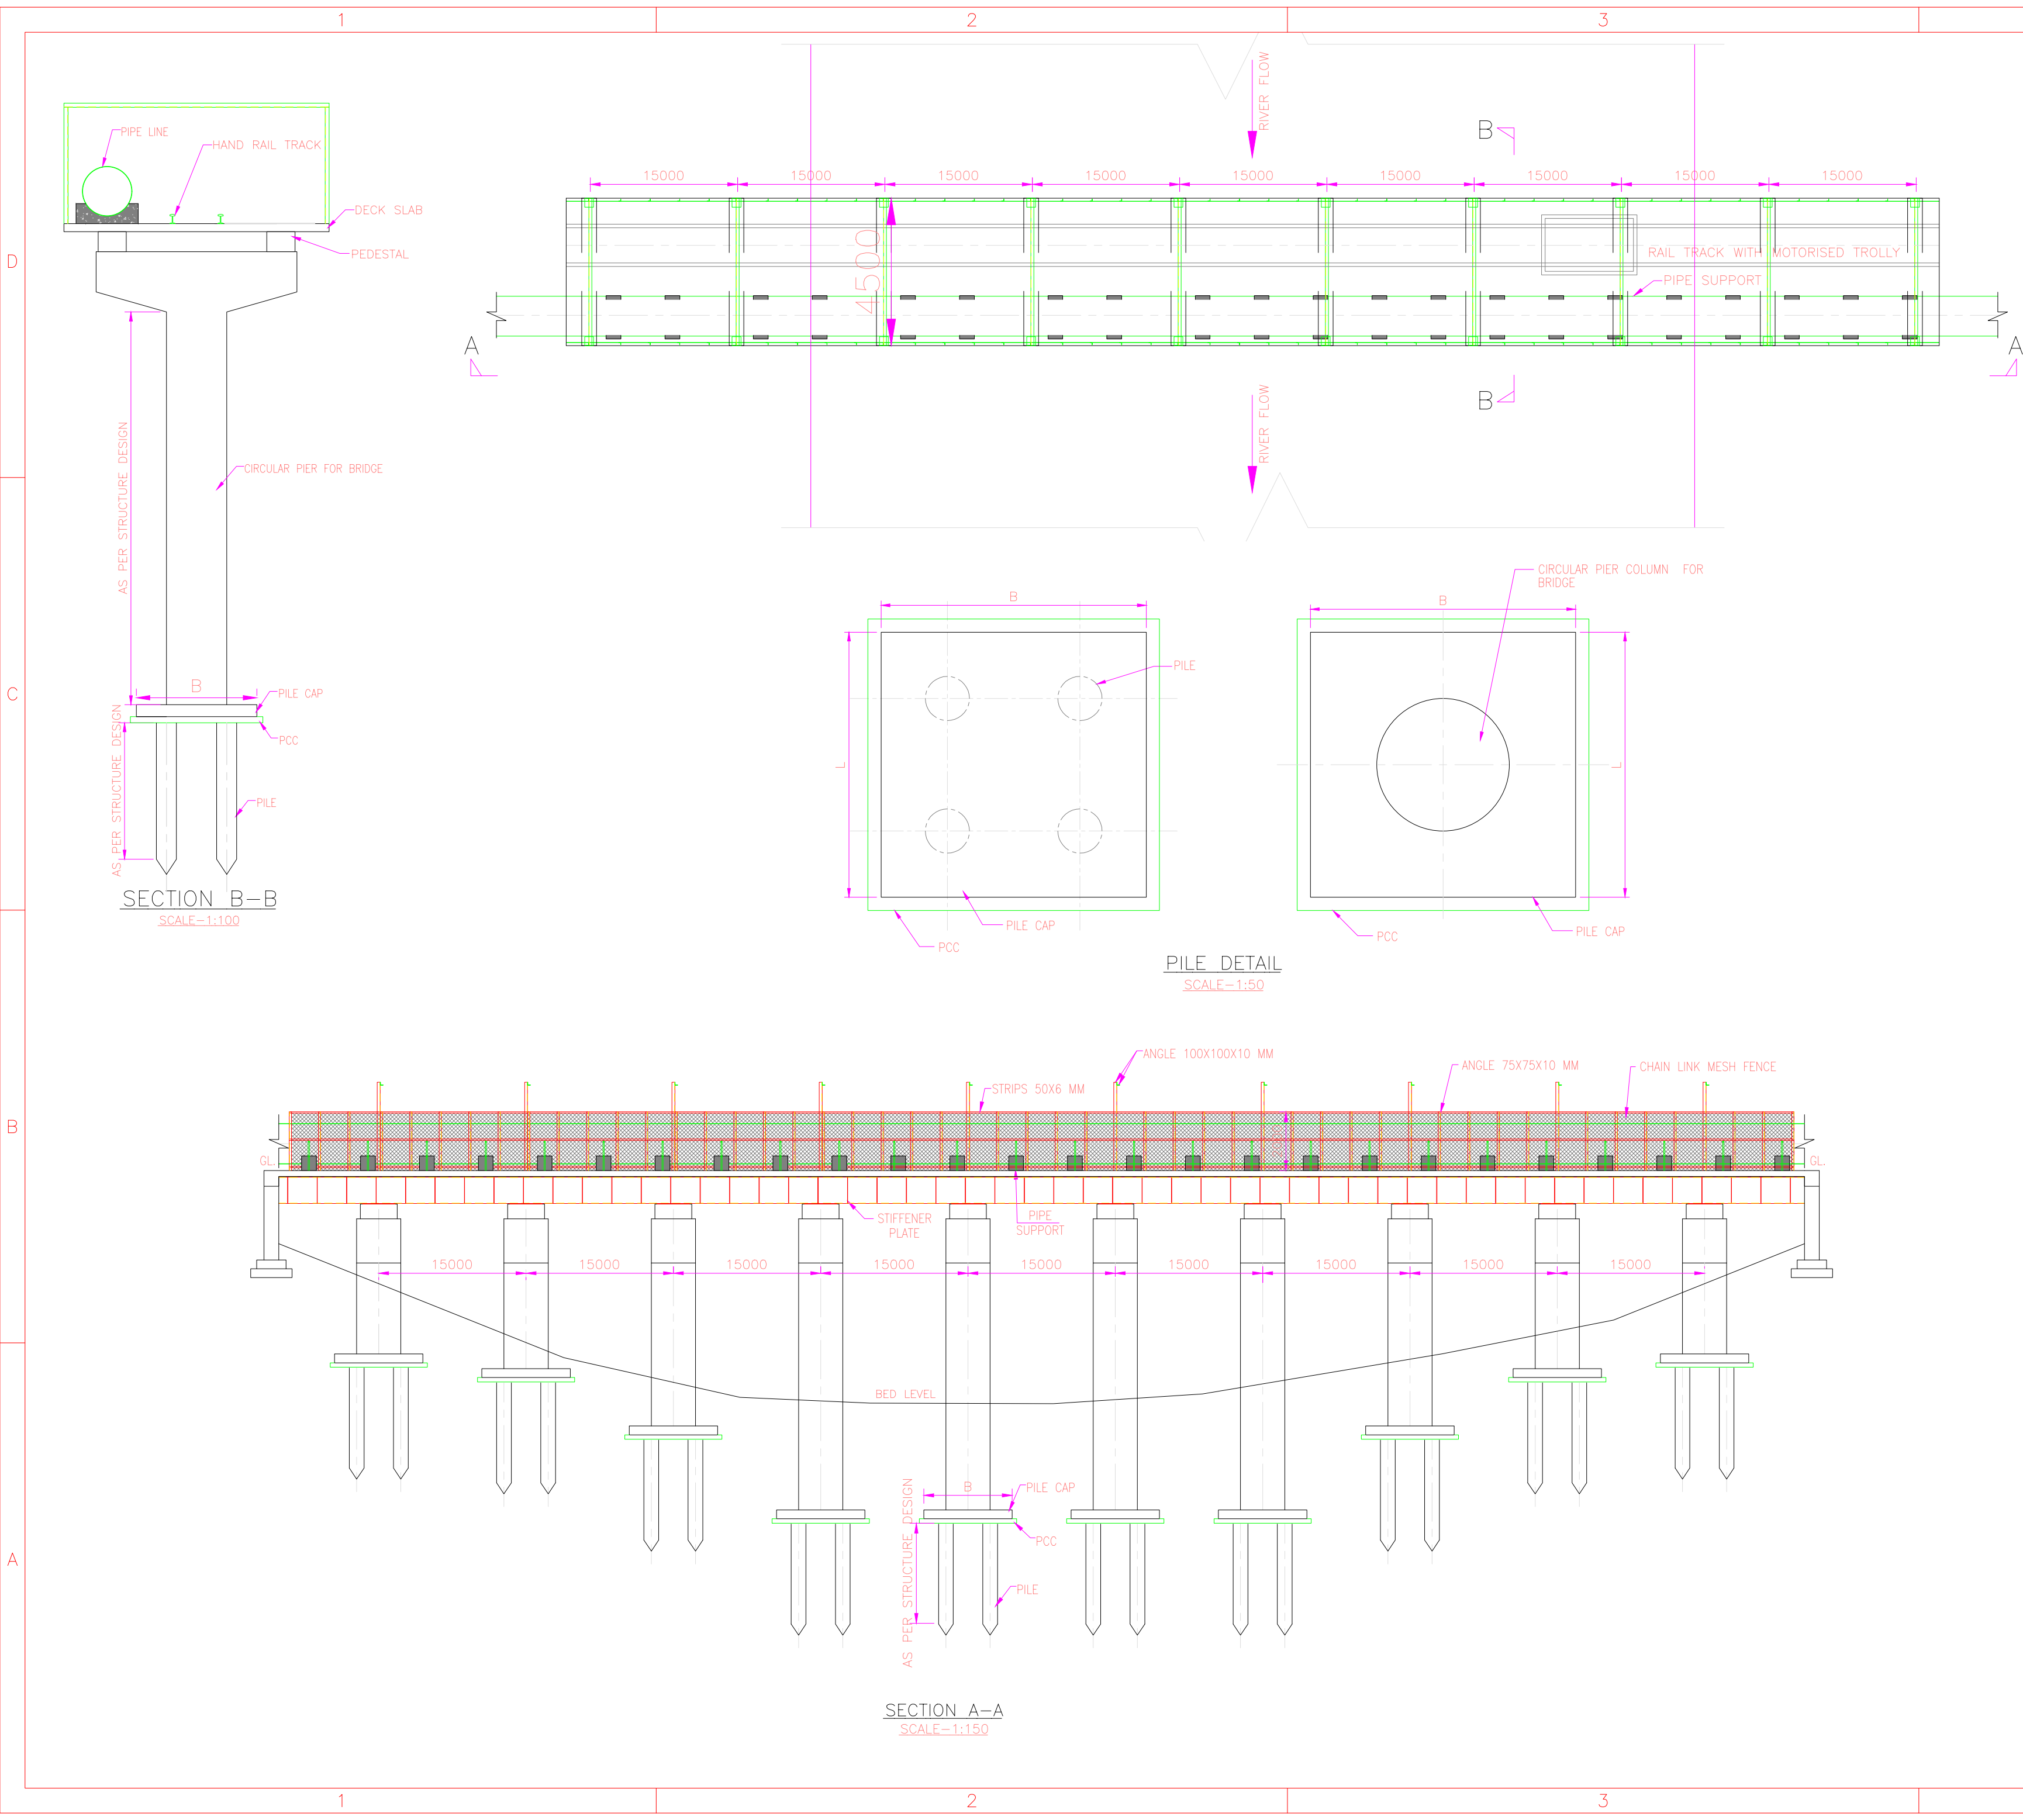 1
2
3
D
C
B
A
PIPE LINE
HAND RAIL TRACK
DECK SLAB
PEDESTAL
AS PER STRUCTURE DESIGN
CIRCULAR PIER FOR BRIDGE
B
PILE CAP
PCC
AS PER STRUCTURE DESIGN
PILE
SECTION B-B
SCALE-1:100
RIVER FLOW
B
15000
15000
15000
15000
15000
15000
15000
15000
15000
4500
RAIL TRACK WITH MOTORISED TROLLY
PIPE SUPPORT
A
A
B
RIVER FLOW
B
PILE
L
PILE CAP
PCC
CIRCULAR PIER COLUMN FOR
BRIDGE
B
L
PCC
PILE CAP
PILE DETAIL
SCALE-1:50
ANGLE 100X100X10 MM
STRIPS 50X6 MM
ANGLE 75X75X10 MM
CHAIN LINK MESH FENCE
GL.
GL.
STIFFENER
PLATE
PIPE
SUPPORT
15000
15000
15000
15000
15000
15000
15000
15000
15000
BED LEVEL
B
PILE CAP
PCC
AS PER STRUCTURE DESIGN
PILE
SECTION A-A
SCALE-1:150
1
2
3